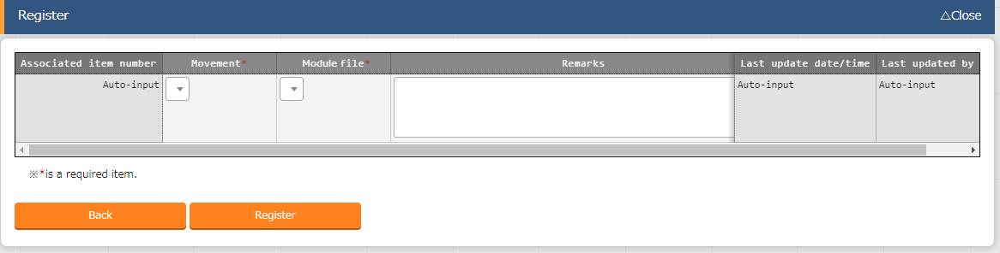 Register
△Close
Associated item number Movement* Module File* Remarks Last update date/time Last updated by
Auto-input Auto-input Auto-input
※*is a required item.
Back Register